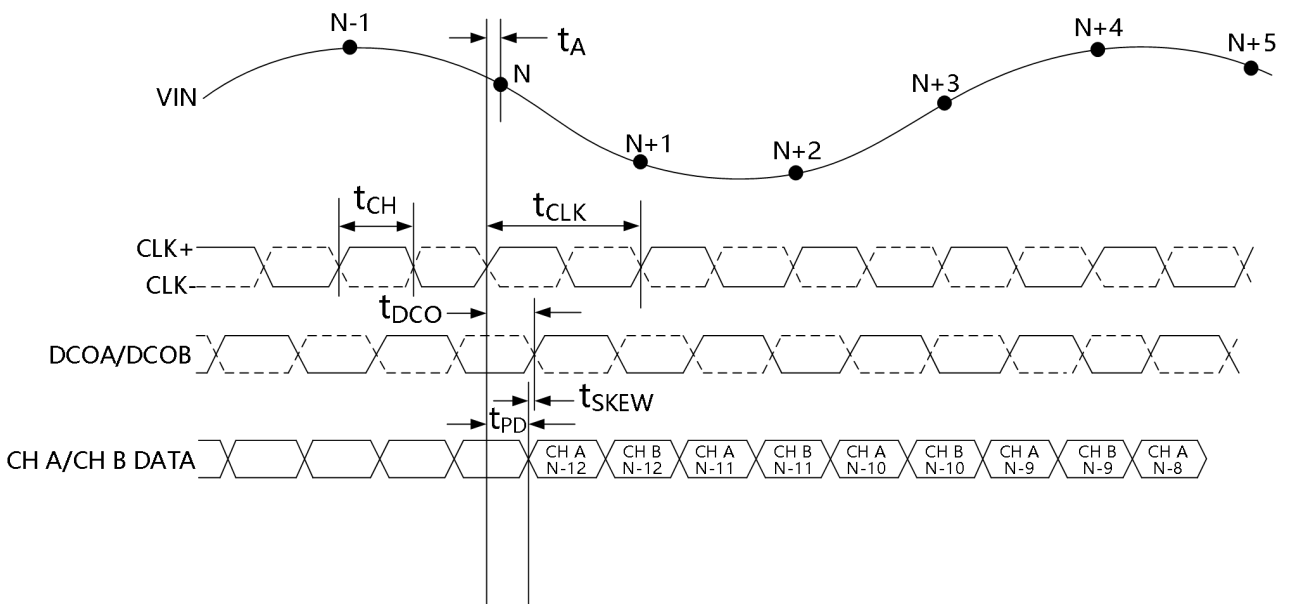 N-1
tA
N
VIN
N+1
N+2
N+3
N+4
N+5
tCH
tCLK
CLK+
CLK-
tDCO
DCOA/DCOB
tSKEW
tPD
CH A/CH B DATA
CH A
N-12
CH B
N-12
CH A
N-11
CH B
N-11
CH A
N-10
CH B
N-10
CH A
N-9
CH B
N-9
CH A
N-8